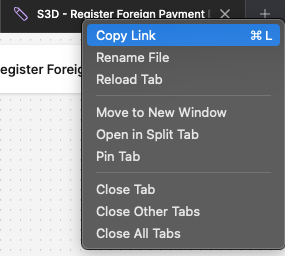 S3D - Register Foreign Payment
Copy Link ⌘ L
egister Foreig
Rename File
Reload Tab
Move to New Window
Open in Split Tab
Pin Tab
Close Tab
Close Other Tabs
Close All Tabs